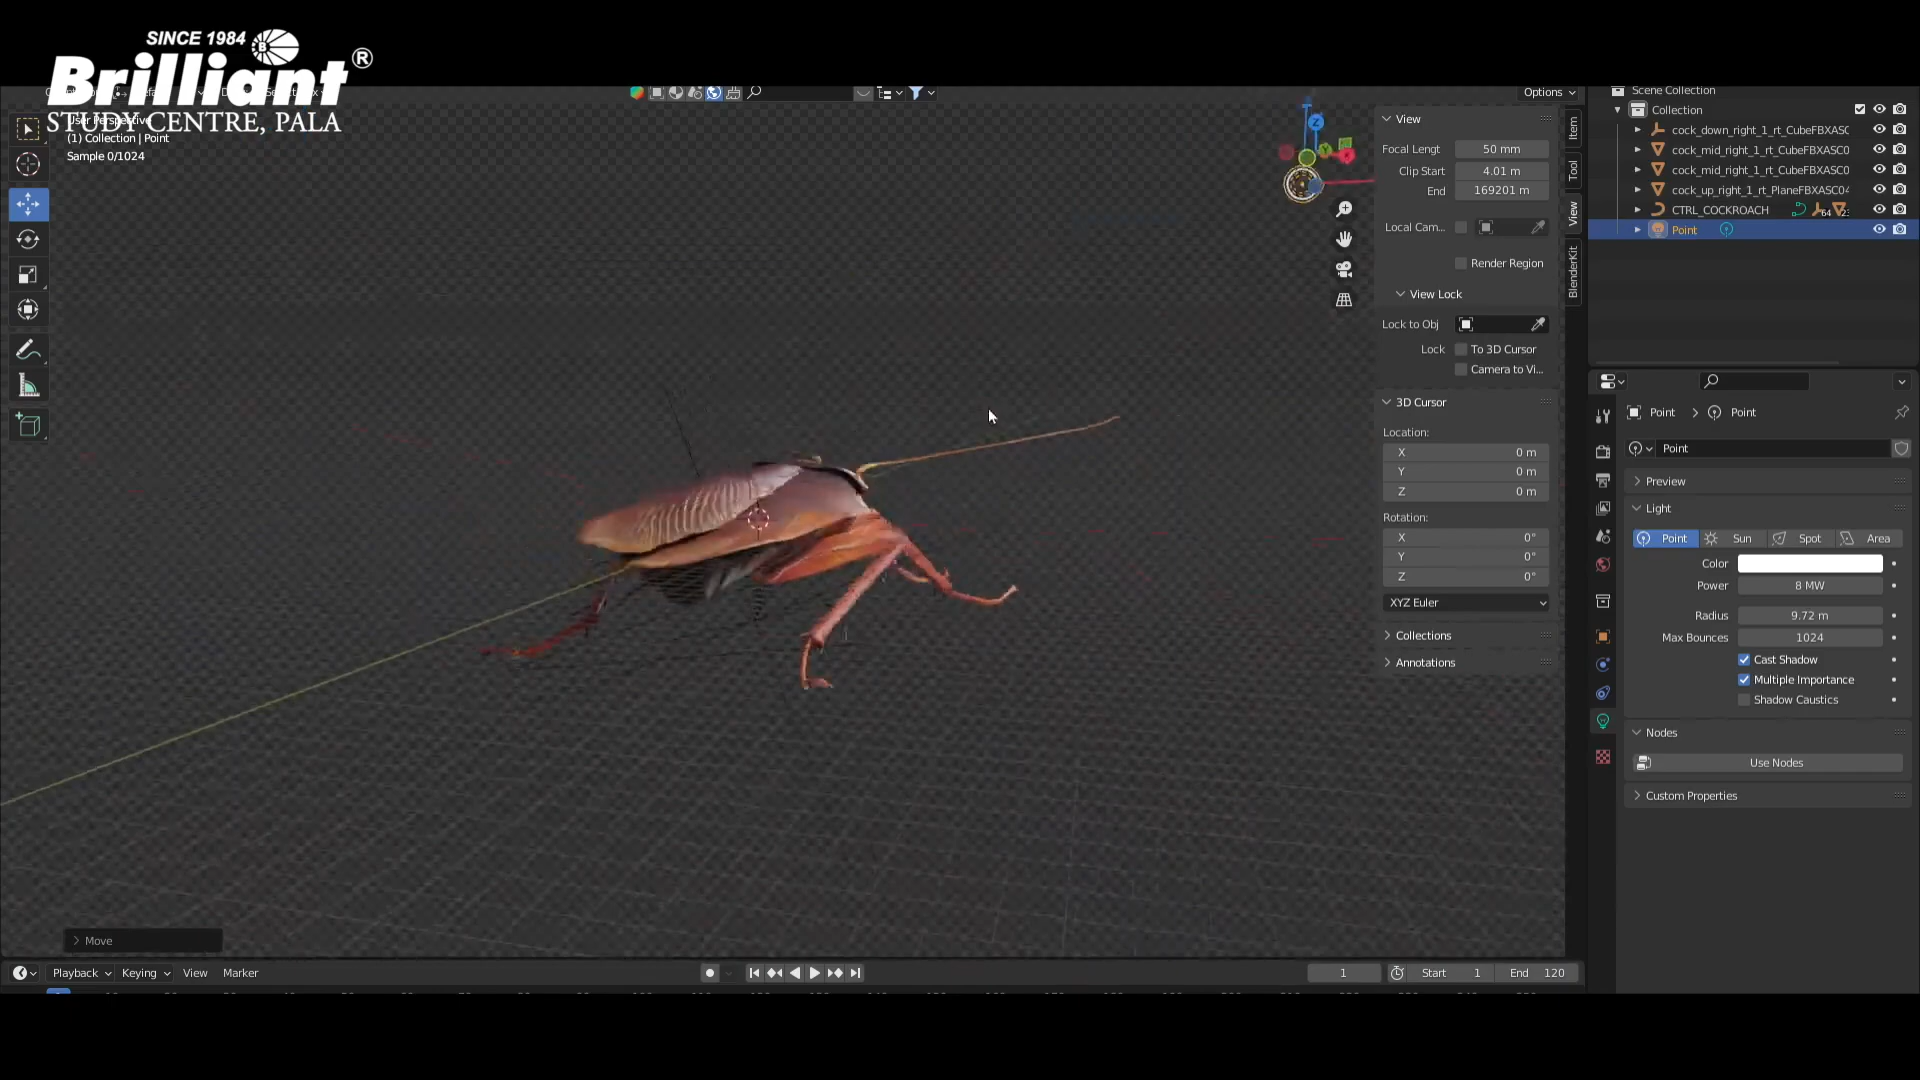 SINCE 1984
Brilliant ®
STUDY CENTRE, PALA
User Perspective
(1) Collection | Point
Sample 0/1024
Options
Scene Collection
Collection
cock_down_right_1_rt_CubeFBXASC
cock_mid_right_1_rt_CubeFBXASC0
cock_mid_right_1_rt_CubeFBXASC0
cock_up_right_1_rt_PlaneFBXASC04
CTRL_COCKROACH 64
Point
Z
Y
View
Focal Lengt 50 mm
Clip Start 4.01 m
End 169201 m
Local Cam...
Render Region
View Lock
Lock to Obj
Lock To 3D Cursor
Camera to Vi...
3D Cursor
Location:
X 0 m
Y 0 m
Z 0 m
Rotation:
X 0°
Y 0°
Z 0°
XYZ Euler
Collections
Annotations
Item
Tool
View
BlenderKit
Point > Point
Point
Preview
Light
Point Sun Spot Area
Color
Power 8 MW
Radius 9.72 m
Max Bounces 1024
Cast Shadow
Multiple Importance
Shadow Caustics
Nodes
Use Nodes
Custom Properties
Move
Playback Keying View Marker
1 Start 1 End 120